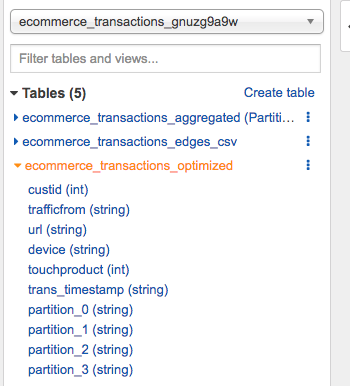 ecommerce_transactions_gnuzg9a9w
Filter tables and views...
Tables (5) Create table
ecommerce_transactions_aggregated (Partiti...
ecommerce_transactions_edges_csv
ecommerce_transactions_optimized
custid (int)
trafficfrom (string)
url (string)
device (string)
touchproduct (int)
trans_timestamp (string)
partition_0 (string)
partition_1 (string)
partition_2 (string)
partition_3 (string)